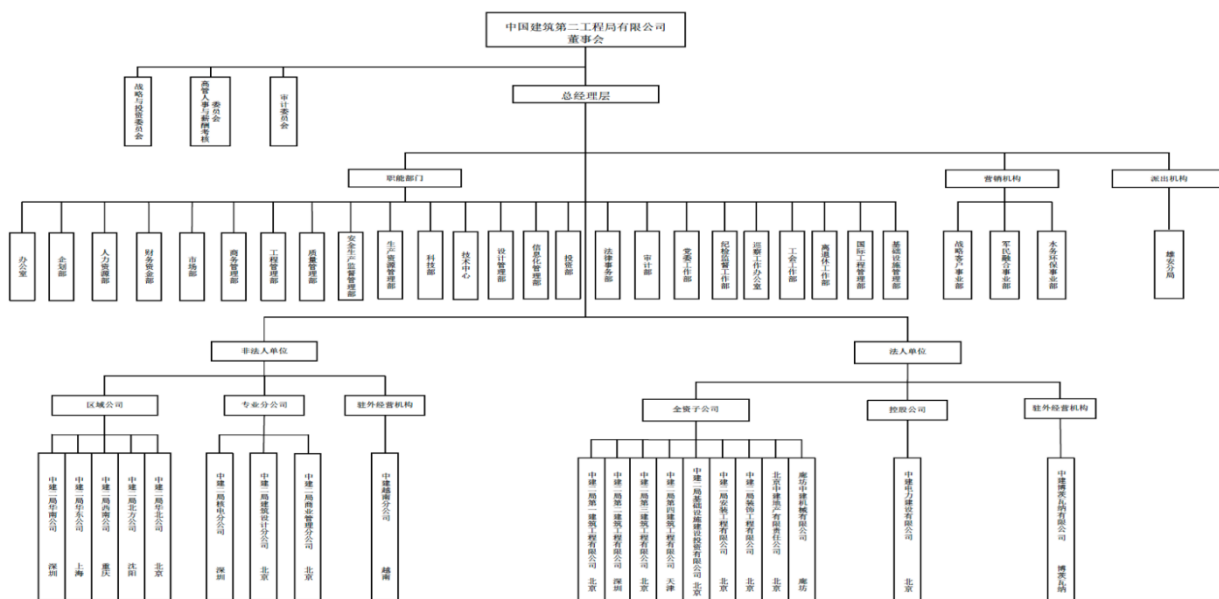 中国建筑第二工程局有限公司
董事会
战略与投资委员会
高管人事与薪酬考核
委员会
审计委员会
总经理层
职能部门
营销机构
派出机构
办公室
企划部
人力资源部
财务资金部
市场部
商务管理部
工程管理部
质量管理部
安全生产监督管理部
生产资源管理部
科技部
技术中心
设计管理部
信息化管理部
投资部
法律事务部
审计部
党委工作部
纪检监督工作部
巡察工作办公室
工会工作部
离退休工作部
国际工程管理部
基础设施管理部
战略客户事业部
军民融合事业部
水务环保事业部
雄安分局
非法人单位
法人单位
区域公司
专业分公司
驻外经营机构
全资子公司
控股公司
驻外经营机构
中建二局华南公司 深圳
中建二局华东公司 上海
中建二局西南公司 重庆
中建二局北方公司 沈阳
中建二局华北公司 北京
中建二局核电分公司 深圳
中建二局建筑设计分公司 北京
中建二局商业管理分公司 北京
中建越南分公司 越南
中建二局第一建筑工程有限公司 北京
中建二局第二建筑工程有限公司 深圳
中建二局第三建筑工程有限公司 北京
中建二局第四建筑工程有限公司 天津
中建二局基础设施建设投资有限公司 北京
中建二局安装工程有限公司 北京
中建二局装饰工程有限公司 北京
北京中建地产有限责任公司 北京
廊坊中建机械有限公司 廊坊
中建电力建设有限公司 北京
中建博茨瓦纳有限公司 博茨瓦纳